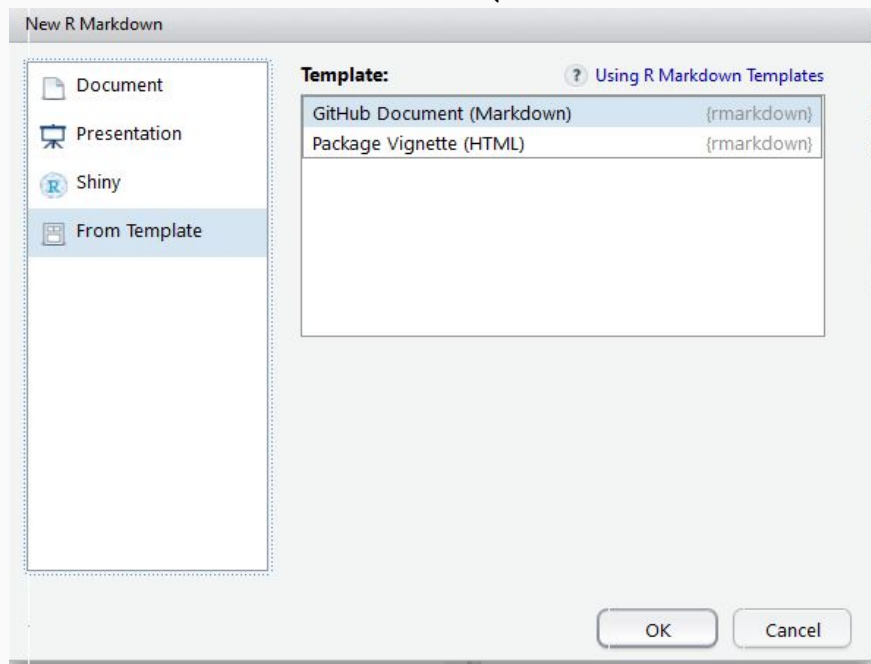 New R Markdown
Document
Presentation
Shiny
From Template
Template: ? Using R Markdown Templates
GitHub Document (Markdown) {rmarkdown}
Package Vignette (HTML) {rmarkdown}
OK Cancel